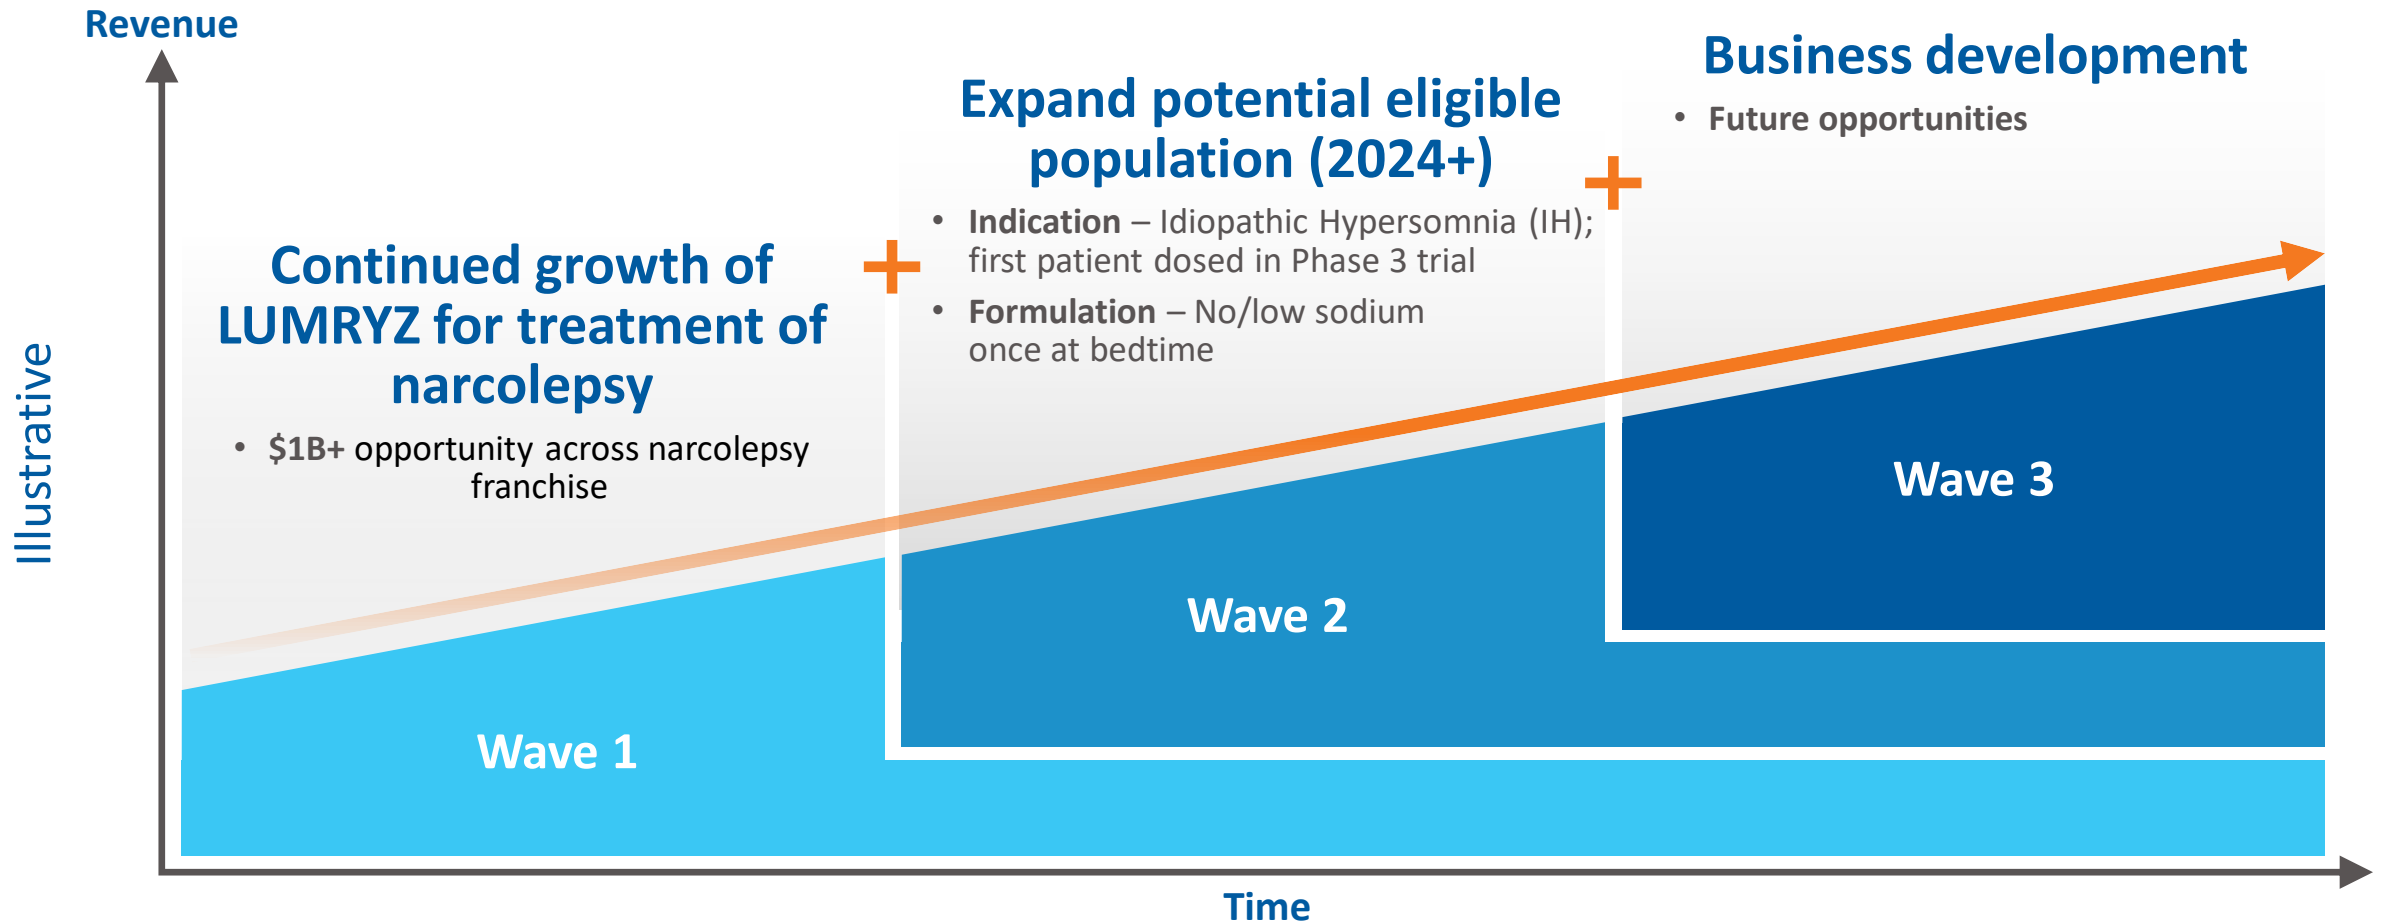 Revenue
Illustrative
Continued growth of
LUMRYZ for treatment of
narcolepsy
• $1B+ opportunity across narcolepsy
franchise
+
Expand potential eligible
population (2024+)
• Indication – Idiopathic Hypersomnia (IH);
first patient dosed in Phase 3 trial
• Formulation – No/low sodium
once at bedtime
+
Business development
• Future opportunities
Wave 1
Wave 2
Wave 3
Time